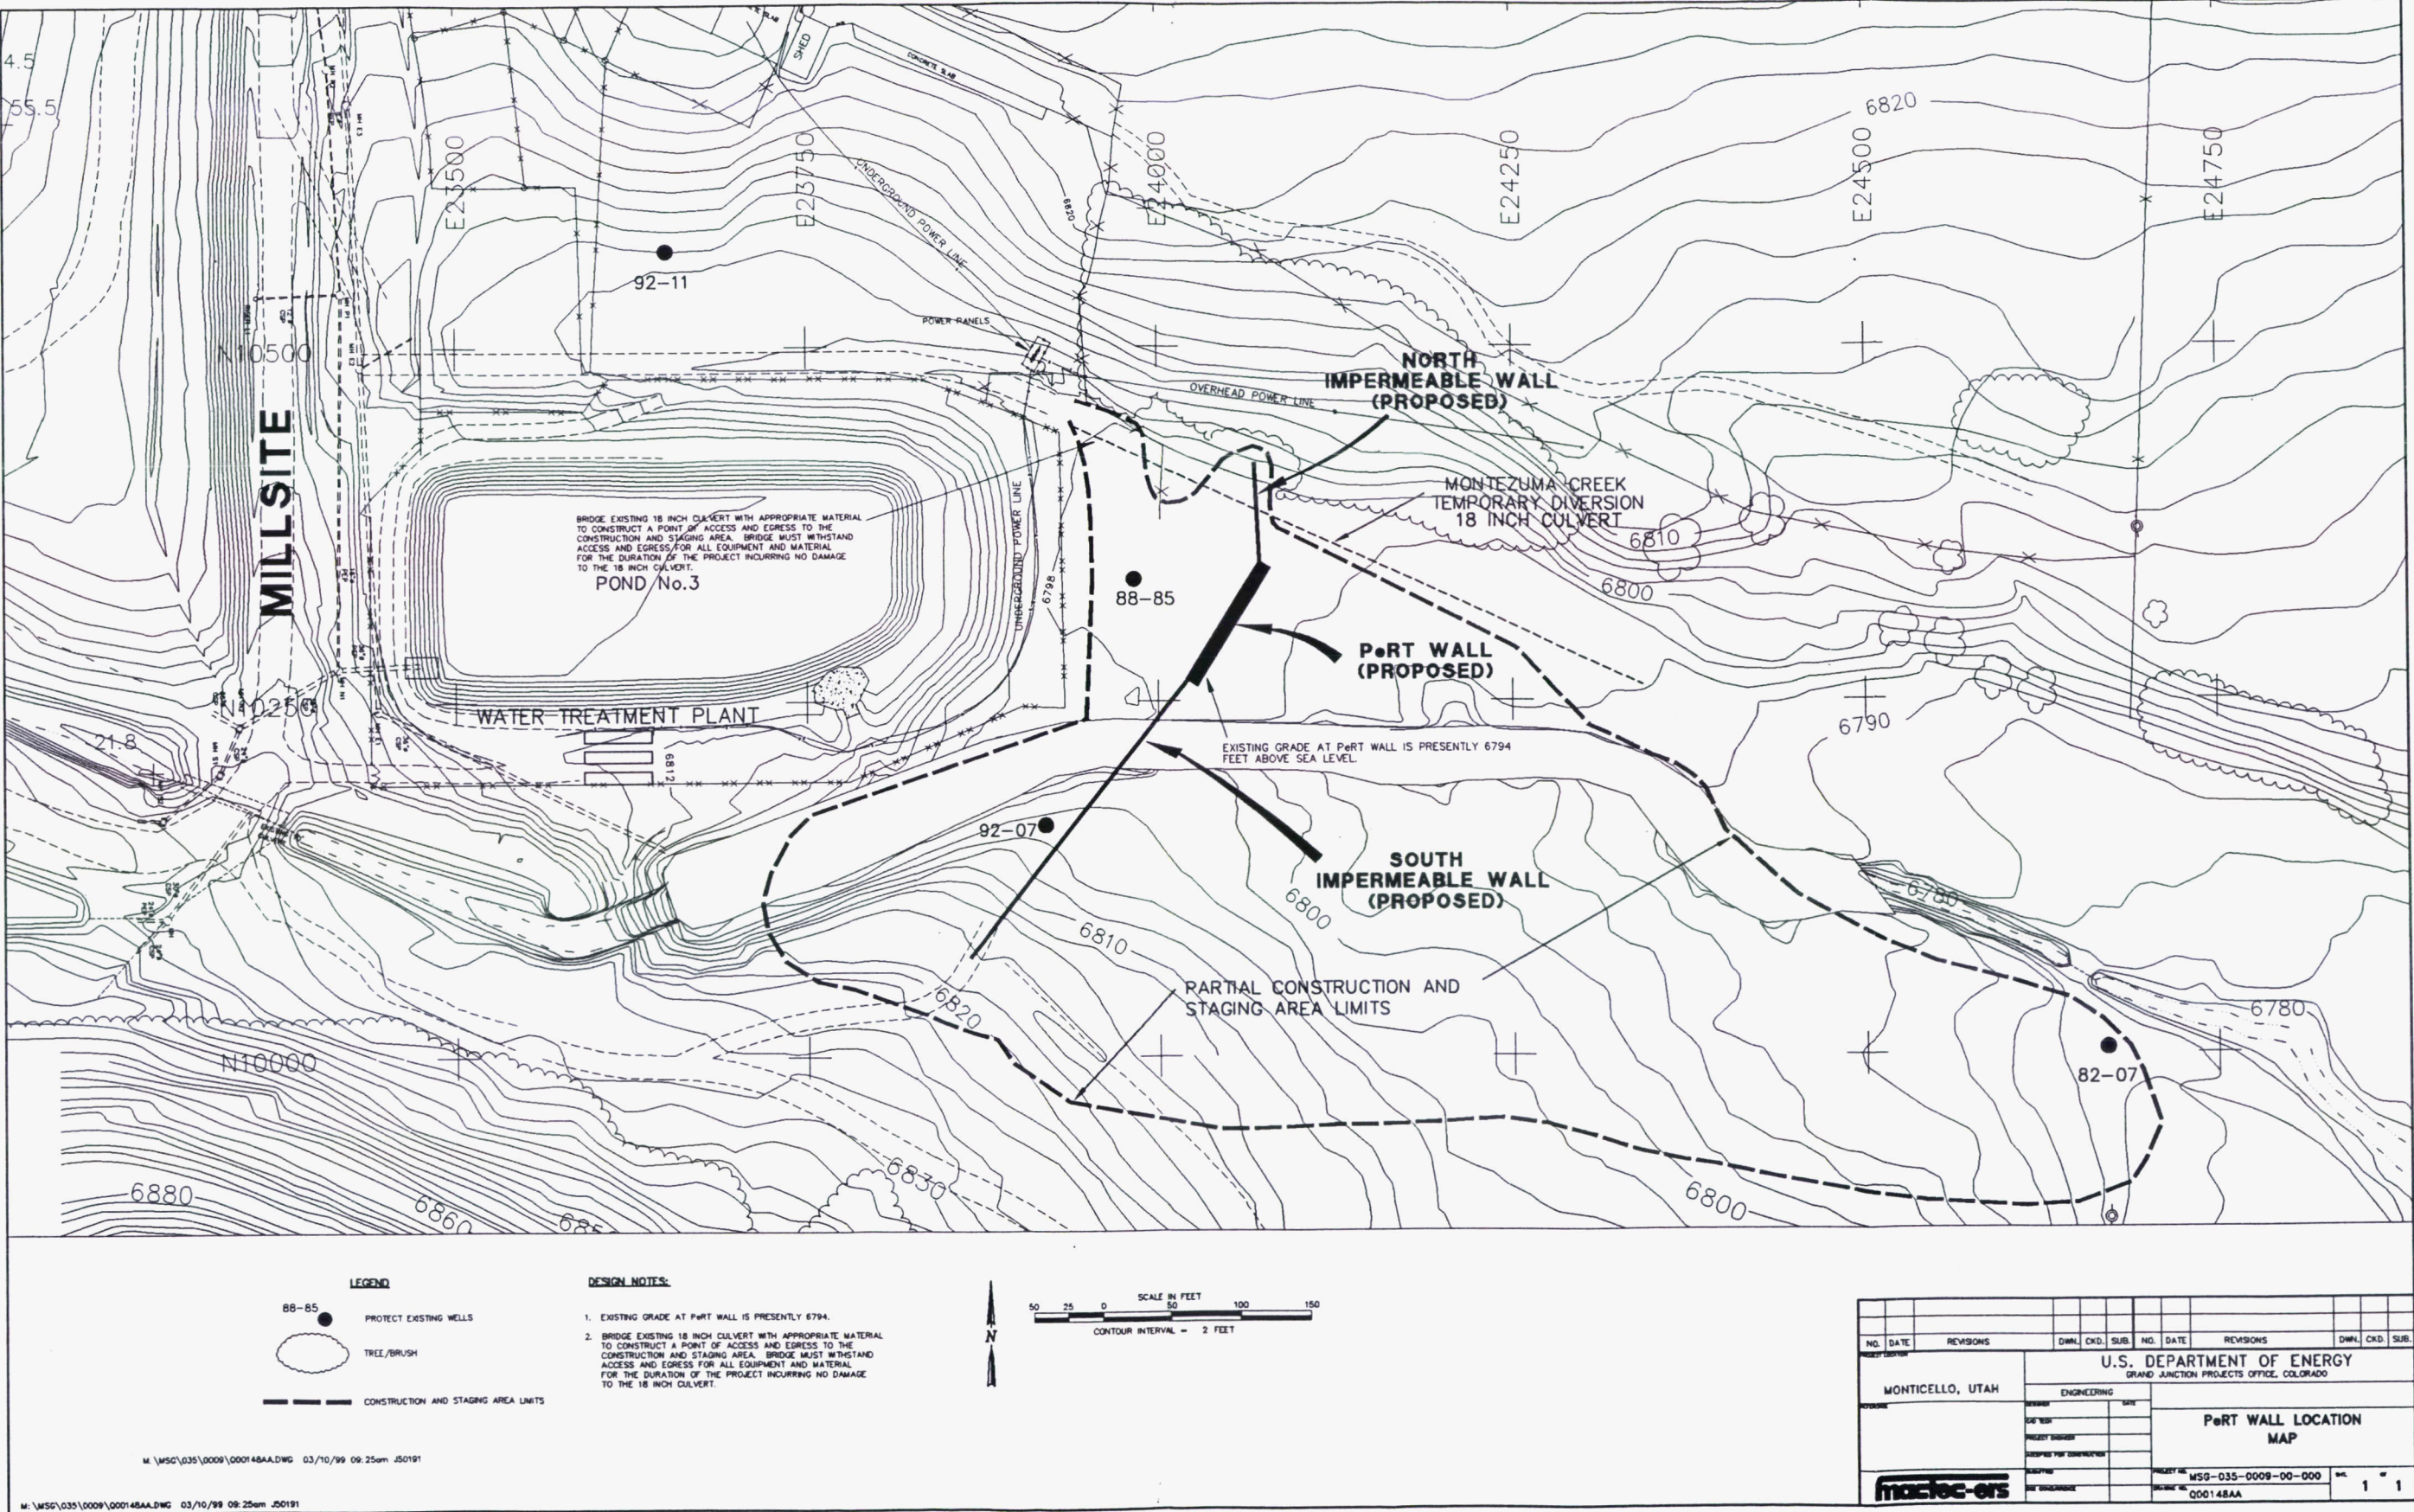 SHED
CONCRETE SLAB
4.5
55.5
6820
E23500
E23750
E24000
E24250
E24500
E24750
UNDERGROUND POWER LINE
6820
92-11
POWER PANELS
N10500
NORTH
IMPERMEABLE WALL
(PROPOSED)
OVERHEAD POWER LINE
MILLSITE
MONTEZUMA CREEK
TEMPORARY DIVERSION
18 INCH CULVERT
6810
BRIDGE EXISTING 18 INCH CULVERT WITH APPROPRIATE MATERIAL
TO CONSTRUCT A POINT OF ACCESS AND EGRESS TO THE
CONSTRUCTION AND STAGING AREA. BRIDGE MUST WITHSTAND
ACCESS AND EGRESS FOR ALL EQUIPMENT AND MATERIAL
FOR THE DURATION OF THE PROJECT INCURRING NO DAMAGE
TO THE 18 INCH CULVERT.
POND No.3
UNDERGROUND POWER LINE
6798
88-85
6800
PeRT WALL
(PROPOSED)
N10250
WATER TREATMENT PLANT
6790
21.8
6812
EXISTING GRADE AT PeRT WALL IS PRESENTLY 6794
FEET ABOVE SEA LEVEL.
92-07
SOUTH
IMPERMEABLE WALL
(PROPOSED)
6800
6780
6810
PARTIAL CONSTRUCTION AND
STAGING AREA LIMITS
6820
6780
N10000
82-07
6880
6860
6830
6800
LEGEND
88-85
PROTECT EXISTING WELLS
TREE/BRUSH
CONSTRUCTION AND STAGING AREA LIMITS
DESIGN NOTES:
1. EXISTING GRADE AT PeRT WALL IS PRESENTLY 6794.
2. BRIDGE EXISTING 18 INCH CULVERT WITH APPROPRIATE MATERIAL
TO CONSTRUCT A POINT OF ACCESS AND EGRESS TO THE
CONSTRUCTION AND STAGING AREA. BRIDGE MUST WITHSTAND
ACCESS AND EGRESS FOR ALL EQUIPMENT AND MATERIAL
FOR THE DURATION OF THE PROJECT INCURRING NO DAMAGE
TO THE 18 INCH CULVERT.
N
SCALE IN FEET
50 25 0 50 100 150
CONTOUR INTERVAL = 2 FEET
NO. DATE REVISIONS DWN. CKD. SUB. NO. DATE REVISIONS DWN. CKD. SUB.
PROJECT LOCATION
MONTICELLO, UTAH
U.S. DEPARTMENT OF ENERGY
GRAND JUNCTION PROJECTS OFFICE, COLORADO
ENGINEERING
DATE
PeRT WALL LOCATION
MAP
mactec-ers
PROJECT NO. MSG-035-0009-00-000
Q00148AA
1 OF 1
M:\MSG\035\0009\Q00148AA.DWG 03/10/99 09:25am J50191
M:\MSG\035\0009\Q00148AA.DWG 03/10/99 09:25am J50191